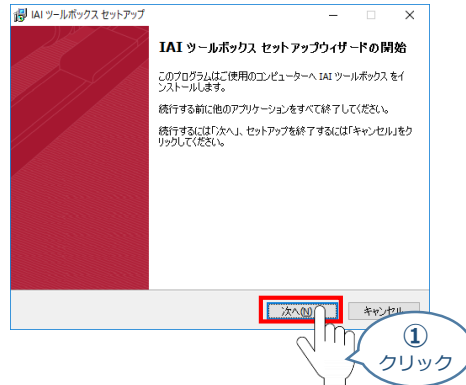 IAI ツールボックス セットアップ
IAI ツールボックス セットアップウィザードの開始
このプログラムはご使用のコンピューターへ IAI ツールボックス をイ
ンストールします。
続行する前に他のアプリケーションをすべて終了してください。
続行するには「次へ」、セットアップを終了するには「キャンセル」をク
リックしてください。
次へ(N)
キャンセル
①
クリック